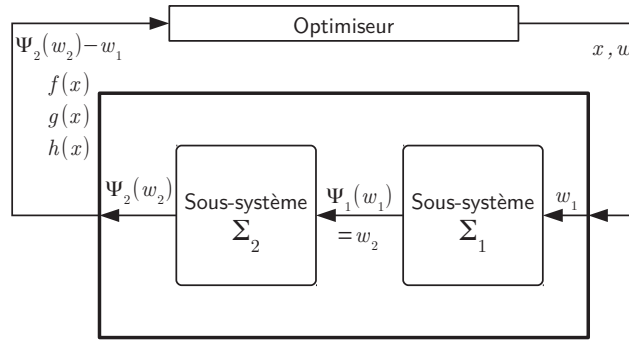 Optimiseur
Ψ₂(w₂)−w₁
f(x)
g(x)
h(x)
x, w
Ψ₂(w₂)
Sous-système
Σ₂
Ψ₁(w₁)
=w₂
Sous-système
Σ₁
w₁